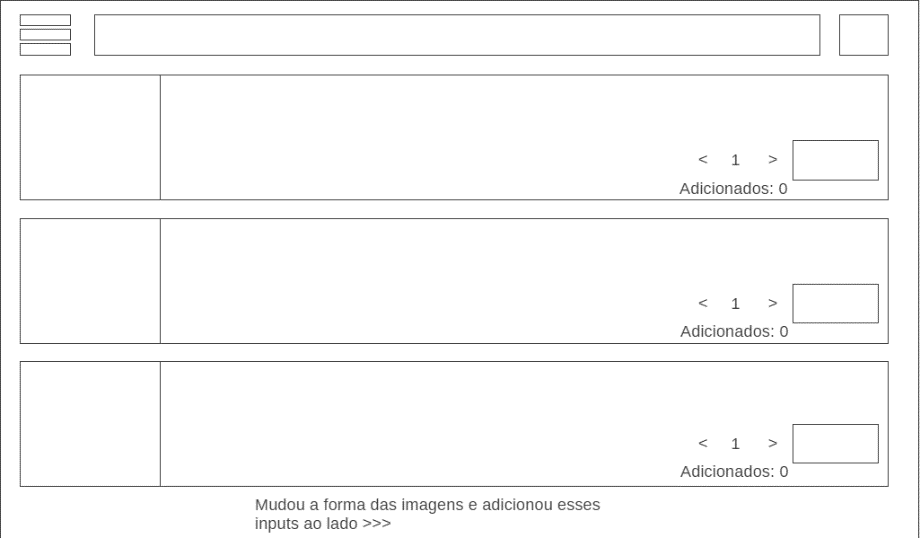 < 1 >
Adicionados: 0
< 1 >
Adicionados: 0
< 1 >
Adicionados: 0
Mudou a forma das imagens e adicionou esses
inputs ao lado >>>